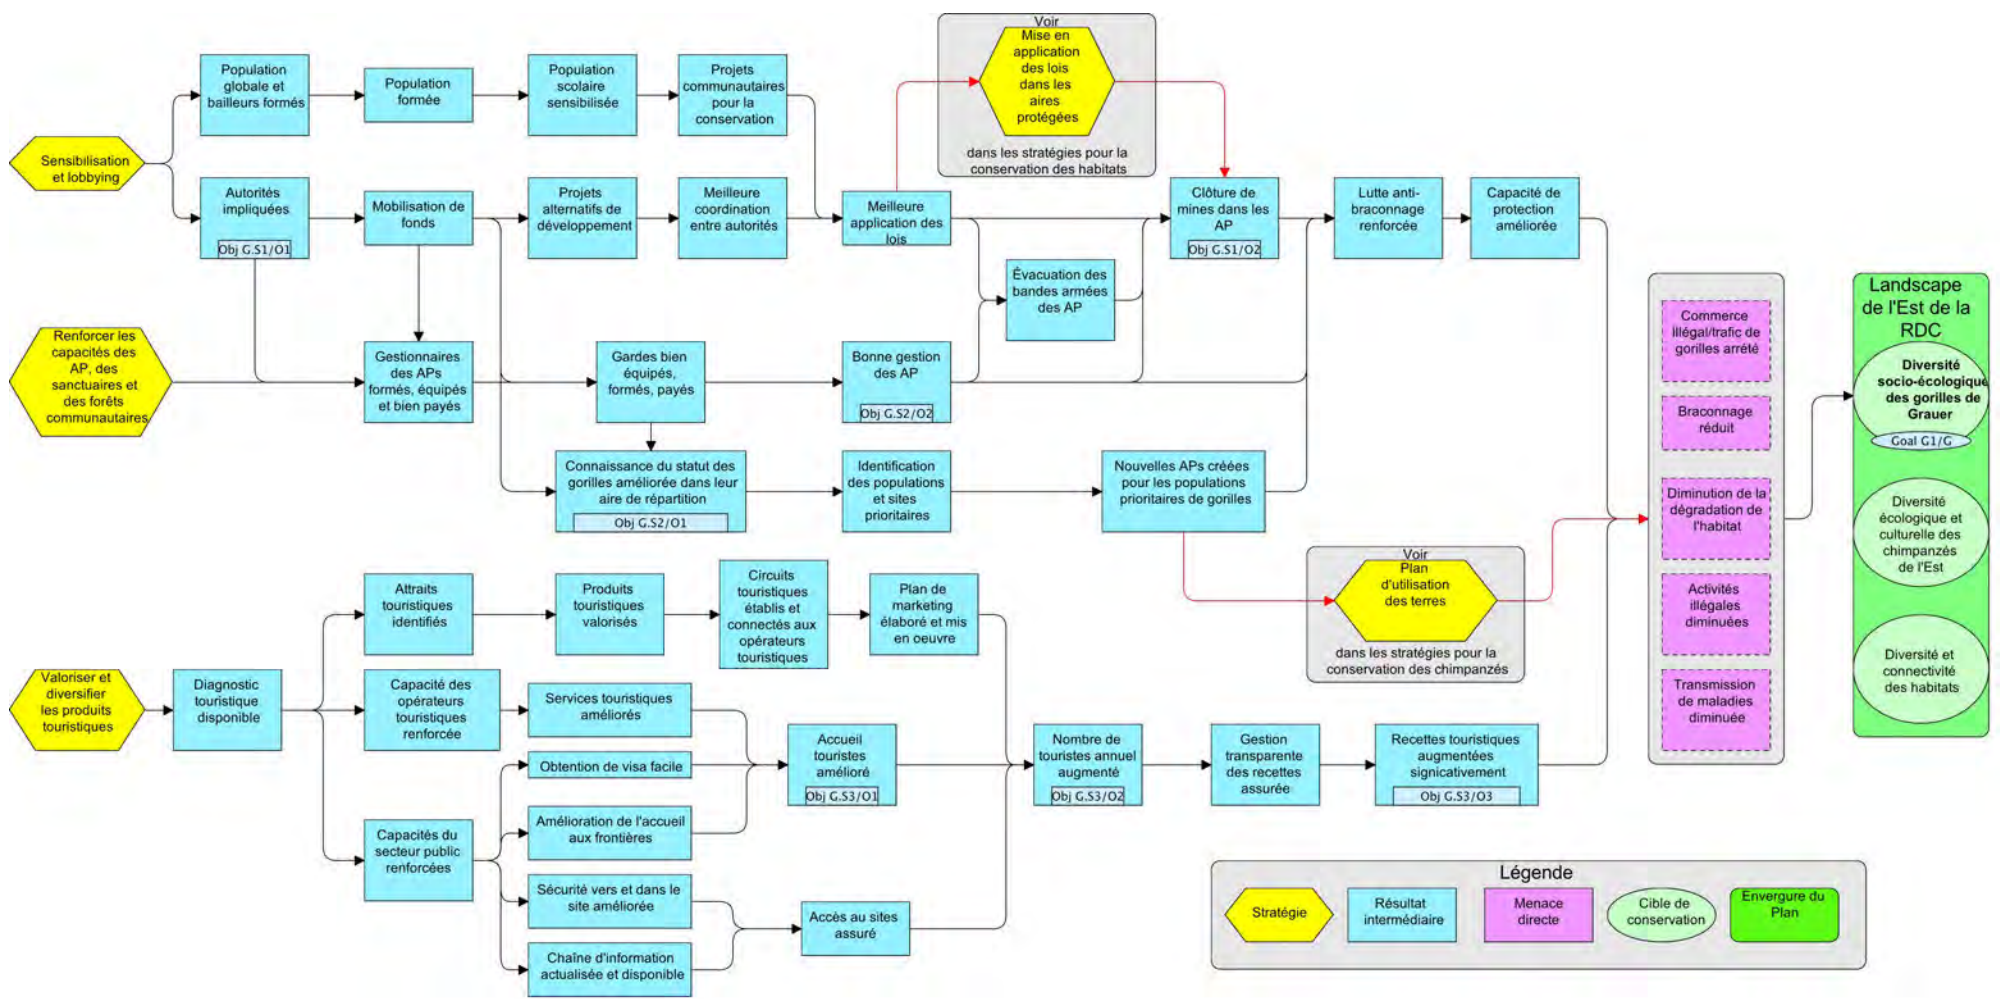 Voir
Mise en
application
des lois
dans les
aires
protégées
dans les stratégies pour la
conservation des habitats
Population
globale et
bailleurs formés
Population
formée
Population
scolaire
sensibilisée
Projets
communautaires
pour la
conservation
Sensibilisation
et lobbying
Autorités
impliquées
Obj G.S1/O1
Mobilisation de
fonds
Projets
alternatifs de
développement
Meilleure
coordination
entre autorités
Meilleure
application des
lois
Clôture de
mines dans les
AP
Obj G.S1/O2
Lutte anti-
braconnage
renforcée
Capacité de
protection
améliorée
Évacuation des
bandes armées
des AP
Renforcer les
capacités des
AP, des
sanctuaires et
des forêts
communautaires
Gestionnaires
des APs
formés, équipés
et bien payés
Gardes bien
équipés,
formés, payés
Bonne gestion
des AP
Obj G.S2/O2
Connaissance du statut des
gorilles améliorée dans leur
aire de répartition
Obj G.S2/O1
Identification
des populations
et sites
prioritaires
Nouvelles APs créées
pour les populations
prioritaires de gorilles
Voir
Plan
d'utilisation
des terres
dans les stratégies pour la
conservation des chimpanzés
Commerce
illégal/trafic de
gorilles arrété
Braconnage
réduit
Diminution de la
dégradation de
l'habitat
Activités
illégales
diminuées
Transmission
de maladies
diminuée
Landscape
de l'Est de la
RDC
Diversité
socio-écologique
des gorilles de
Grauer
Goal G1/G
Diversité
écologique et
culturelle des
chimpanzés
de l'Est
Diversité et
connectivité
des habitats
Valoriser et
diversifier
les produits
touristiques
Diagnostic
touristique
disponible
Attraits
touristiques
identifiés
Produits
touristiques
valorisés
Circuits
touristiques
établis et
connectés aux
opérateurs
touristiques
Plan de
marketing
élaboré et mis
en oeuvre
Capacité des
opérateurs
touristiques
renforcée
Services touristiques
améliorés
Obtention de visa facile
Amélioration de l'accueil
aux frontières
Capacités du
secteur public
renforcées
Sécurité vers et dans le
site améliorée
Chaîne d'information
actualisée et disponible
Accueil
touristes
amélioré
Obj G.S3/O1
Accès au sites
assuré
Nombre de
touristes annuel
augmenté
Obj G.S3/O2
Gestion
transparente
des recettes
assurée
Recettes touristiques
augmentées
signicativement
Obj G.S3/O3
Légende
Stratégie
Résultat
intermédiaire
Menace
directe
Cible de
conservation
Envergure du
Plan